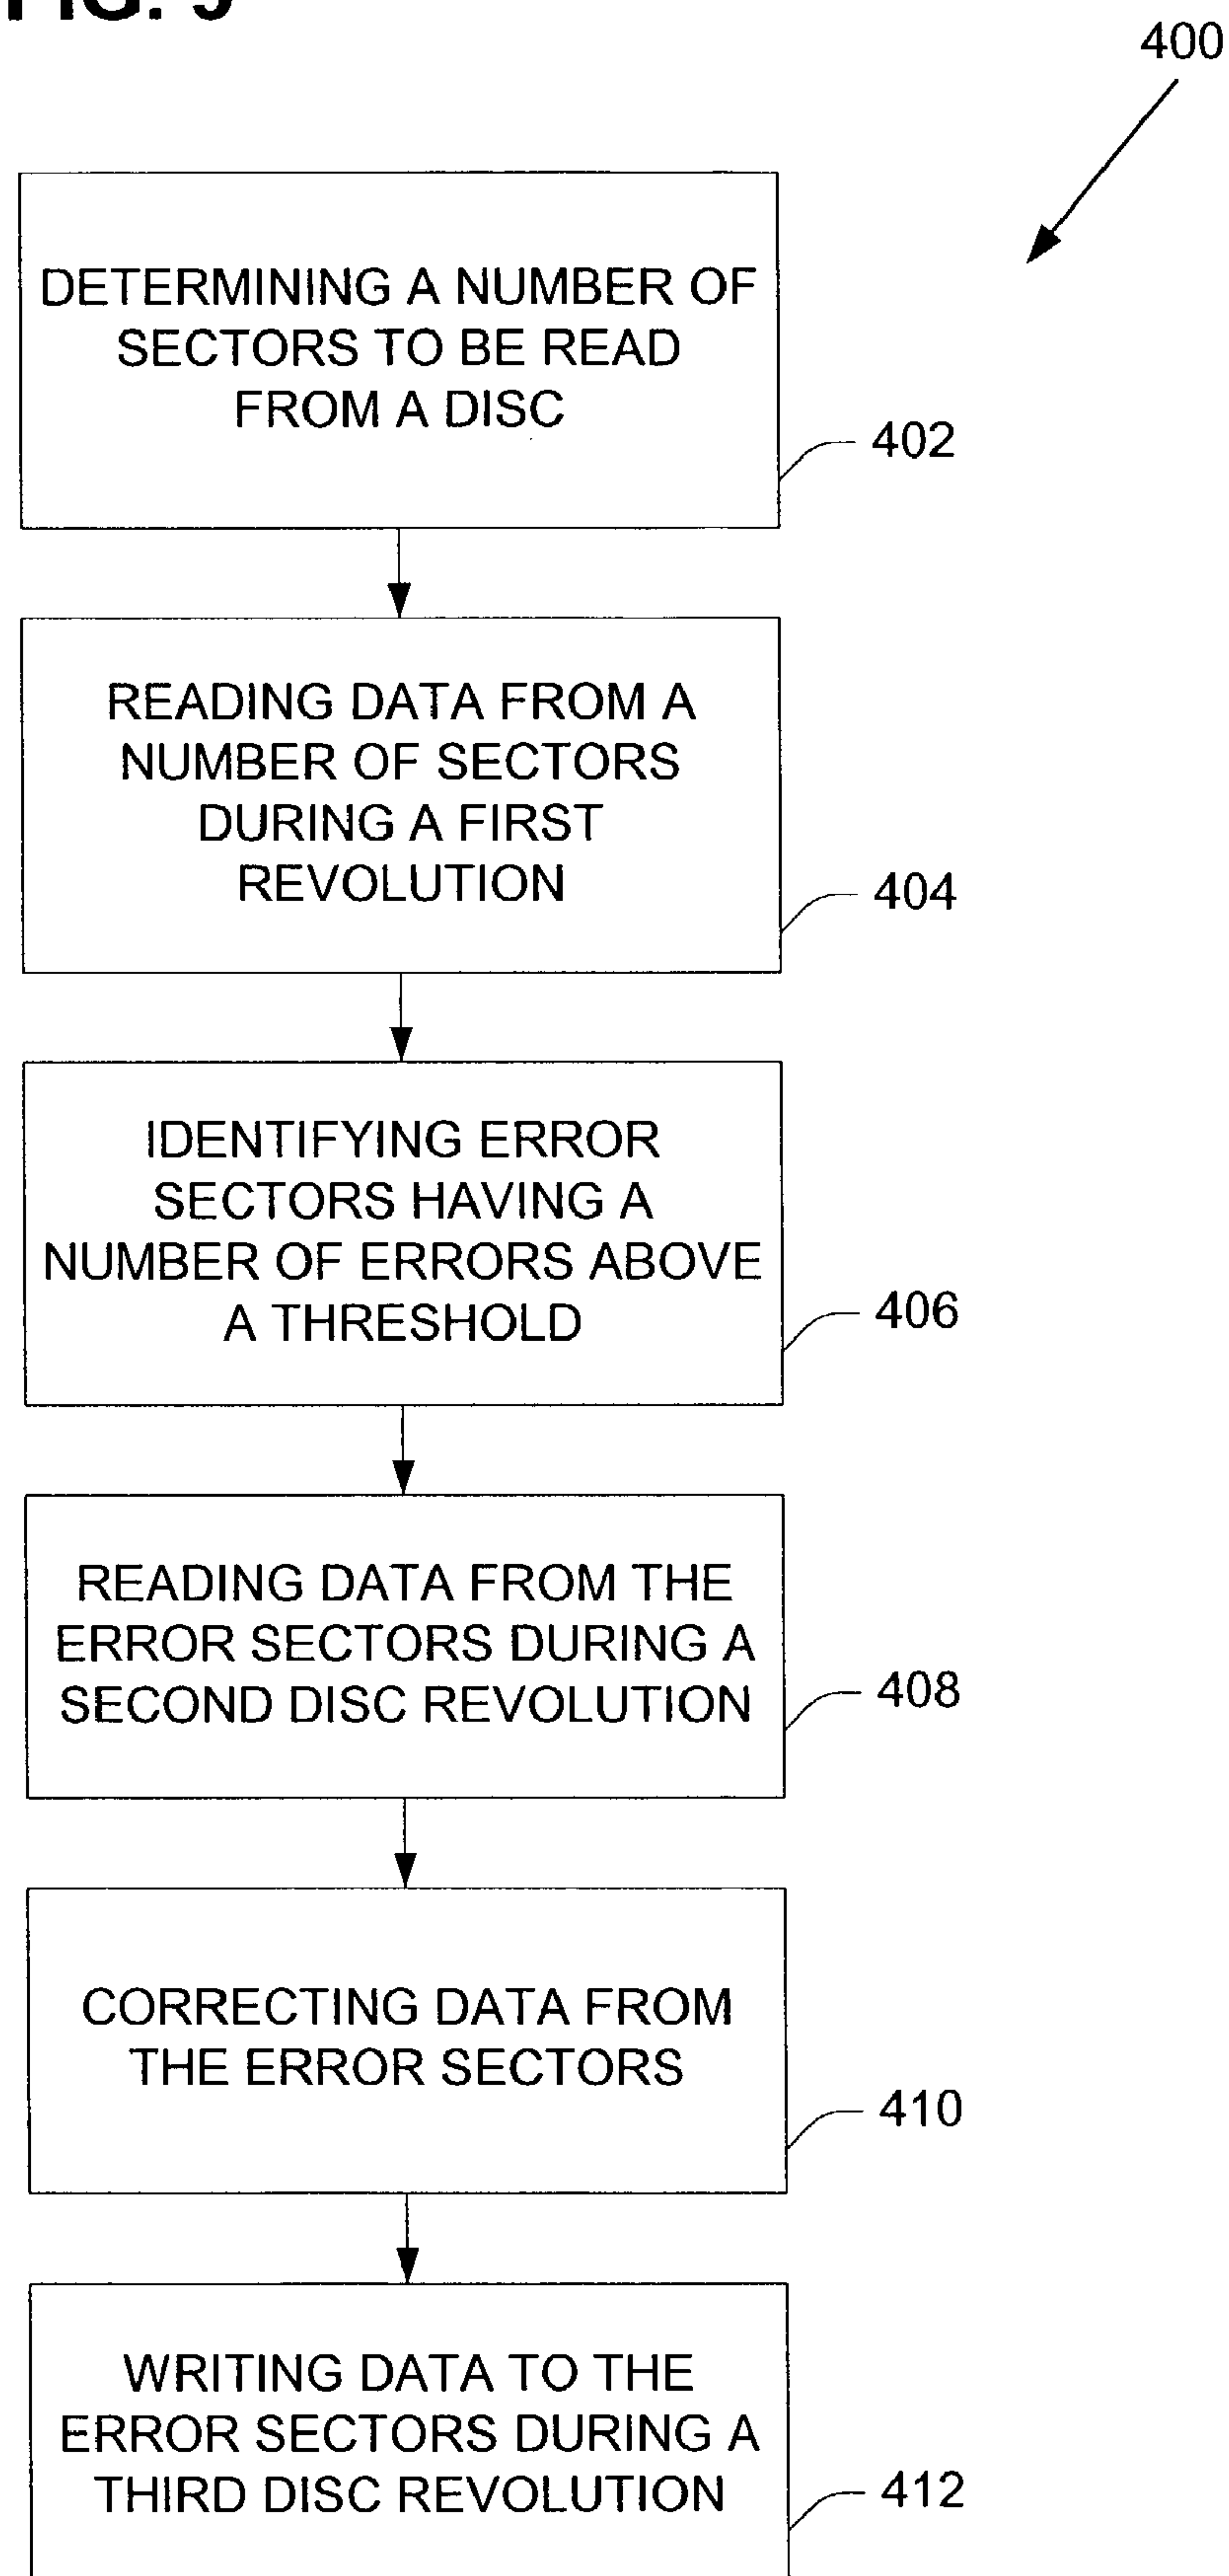 400
DETERMINING A NUMBER OF
SECTORS TO BE READ
FROM A DISC
402
READING DATA FROM A
NUMBER OF SECTORS
DURING A FIRST
REVOLUTION
404
IDENTIFYING ERROR
SECTORS HAVING A
NUMBER OF ERRORS ABOVE
A THRESHOLD
406
READING DATA FROM THE
ERROR SECTORS DURING A
SECOND DISC REVOLUTION
408
CORRECTING DATA FROM
THE ERROR SECTORS
410
WRITING DATA TO THE
ERROR SECTORS DURING A
THIRD DISC REVOLUTION
412